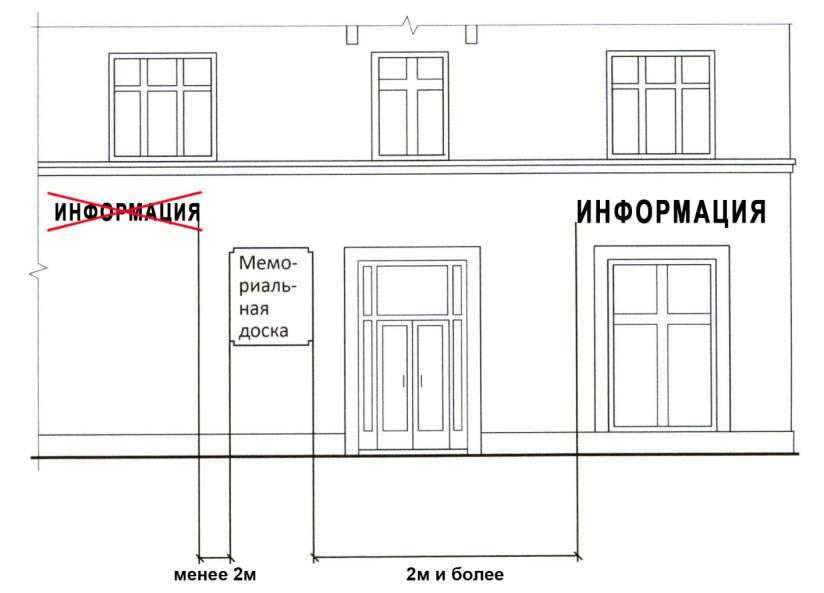 ИНФОРМАЦИЯ
ИНФОРМАЦИЯ
Мемо-
риаль-
ная
доска
менее 2м
2м и более